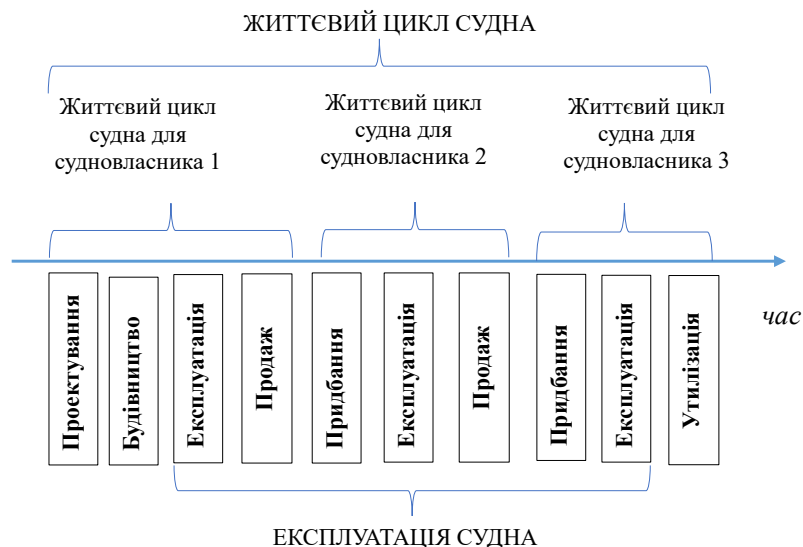 ЖИТТЄВИЙ ЦИКЛ СУДНА
Життєвий цикл
судна для
судновласника 1
Життєвий цикл
судна для
судновласника 2
Життєвий цикл
судна для
судновласника 3
час
Проектування
Будівництво
Експлуатація
Продаж
Придбання
Експлуатація
Продаж
Придбання
Експлуатація
Утилізація
ЕКСПЛУАТАЦІЯ СУДНА